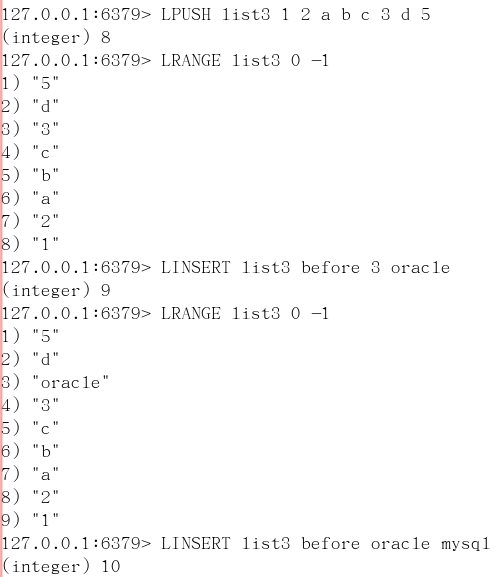 127.0.0.1:6379> LPUSH list3 1 2 a b c 3 d 5
(integer) 8
127.0.0.1:6379> LRANGE list3 0 -1
1) "5"
2) "d"
3) "3"
4) "c"
5) "b"
6) "a"
7) "2"
8) "1"
127.0.0.1:6379> LINSERT list3 before 3 oracle
(integer) 9
127.0.0.1:6379> LRANGE list3 0 -1
1) "5"
2) "d"
3) "oracle"
4) "3"
5) "c"
6) "b"
7) "a"
8) "2"
9) "1"
127.0.0.1:6379> LINSERT list3 before oracle mysql
(integer) 10